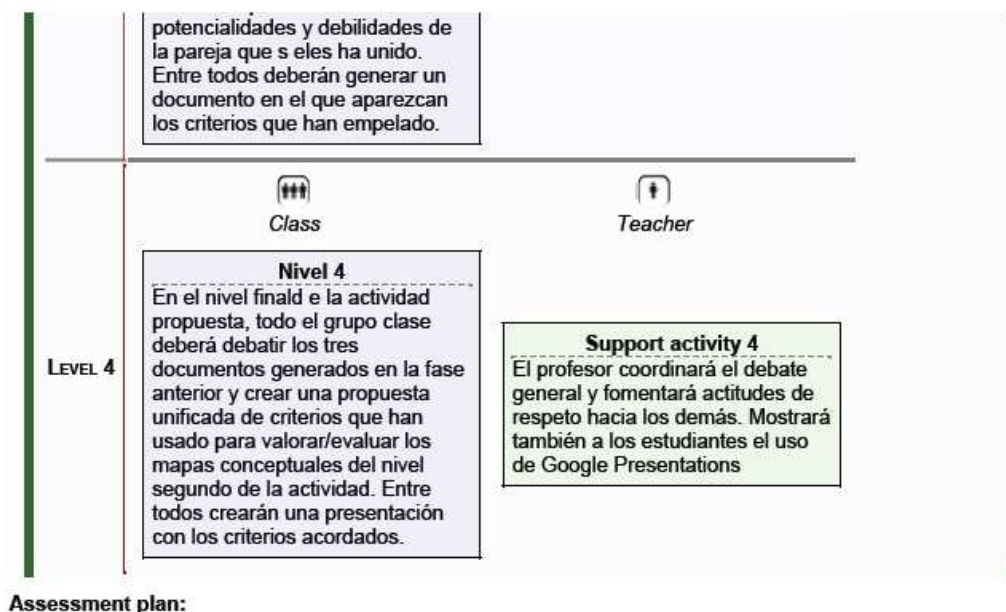 potencialidades y debilidades de
la pareja que s eles ha unido.
Entre todos deberán generar un
documento en el que aparezcan
los criterios que han empelado.
Class
Teacher
LEVEL 4
Nivel 4
En el nivel finald e la actividad
propuesta, todo el grupo clase
deberá debatir los tres
documentos generados en la fase
anterior y crear una propuesta
unificada de criterios que han
usado para valorar/evaluar los
mapas conceptuales del nivel
segundo de la actividad. Entre
todos crearán una presentación
con los criterios acordados.
Support activity 4
El profesor coordinará el debate
general y fomentará actitudes de
respeto hacia los demás. Mostrará
también a los estudiantes el uso
de Google Presentations
Assessment plan: